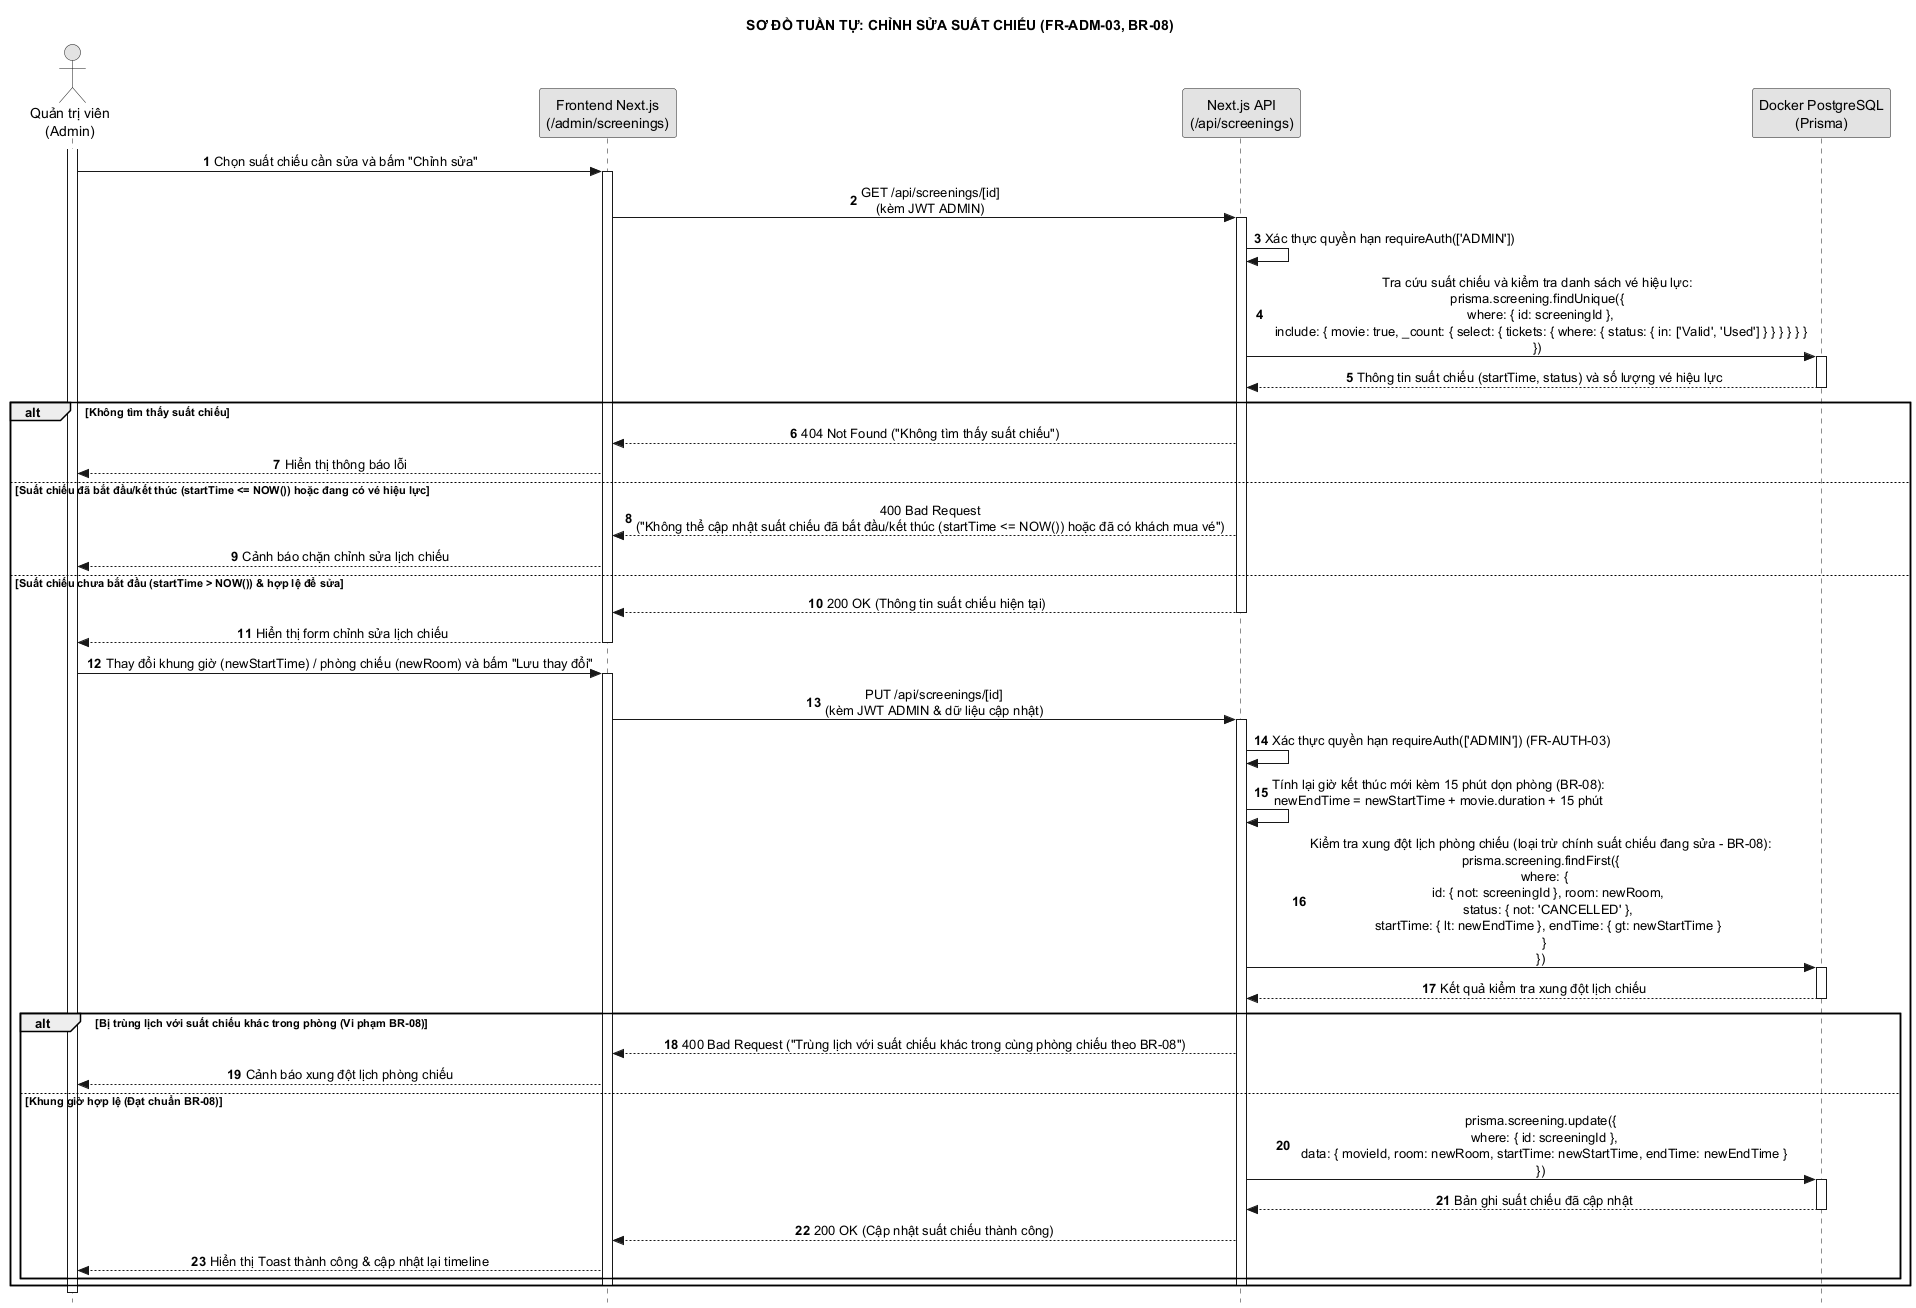 SƠ ĐỒ TUẦN TỰ: CHỈNH SỬA SUẤT CHIẾU (FR-ADM-03, BR-08)
Quản trị viên
(Admin)
Frontend Next.js
(/admin/screenings)
Next.js API
(/api/screenings)
Docker PostgreSQL
(Prisma)
1 Chọn suất chiếu cần sửa và bấm "Chỉnh sửa"
2 GET /api/screenings/[id]
(kèm JWT ADMIN)
3 Xác thực quyền hạn requireAuth(['ADMIN'])
4 Tra cứu suất chiếu và kiểm tra danh sách vé hiệu lực:
prisma.screening.findUnique({
where: { id: screeningId },
include: { movie: true, _count: { select: { tickets: { where: { status: { in: ['Valid', 'Used'] } } } } } }
})
5 Thông tin suất chiếu (startTime, status) và số lượng vé hiệu lực
alt [Không tìm thấy suất chiếu]
6 404 Not Found ("Không tìm thấy suất chiếu")
7 Hiển thị thông báo lỗi
[Suất chiếu đã bắt đầu/kết thúc (startTime <= NOW()) hoặc đang có vé hiệu lực]
8 400 Bad Request
("Không thể cập nhật suất chiếu đã bắt đầu/kết thúc (startTime <= NOW()) hoặc đã có khách mua vé")
9 Cảnh báo chặn chỉnh sửa lịch chiếu
[Suất chiếu chưa bắt đầu (startTime > NOW()) & hợp lệ để sửa]
10 200 OK (Thông tin suất chiếu hiện tại)
11 Hiển thị form chỉnh sửa lịch chiếu
12 Thay đổi khung giờ (newStartTime) / phòng chiếu (newRoom) và bấm "Lưu thay đổi"
13 PUT /api/screenings/[id]
(kèm JWT ADMIN & dữ liệu cập nhật)
14 Xác thực quyền hạn requireAuth(['ADMIN']) (FR-AUTH-03)
15 Tính lại giờ kết thúc mới kèm 15 phút dọn phòng (BR-08):
newEndTime = newStartTime + movie.duration + 15 phút
16 Kiểm tra xung đột lịch phòng chiếu (loại trừ chính suất chiếu đang sửa - BR-08):
prisma.screening.findFirst({
where: {
id: { not: screeningId }, room: newRoom,
status: { not: 'CANCELLED' },
startTime: { lt: newEndTime }, endTime: { gt: newStartTime }
}
})
17 Kết quả kiểm tra xung đột lịch chiếu
alt [Bị trùng lịch với suất chiếu khác trong phòng (Vi phạm BR-08)]
18 400 Bad Request ("Trùng lịch với suất chiếu khác trong cùng phòng chiếu theo BR-08")
19 Cảnh báo xung đột lịch phòng chiếu
[Khung giờ hợp lệ (Đạt chuẩn BR-08)]
20 prisma.screening.update({
where: { id: screeningId },
data: { movieId, room: newRoom, startTime: newStartTime, endTime: newEndTime }
})
21 Bản ghi suất chiếu đã cập nhật
22 200 OK (Cập nhật suất chiếu thành công)
23 Hiển thị Toast thành công & cập nhật lại timeline